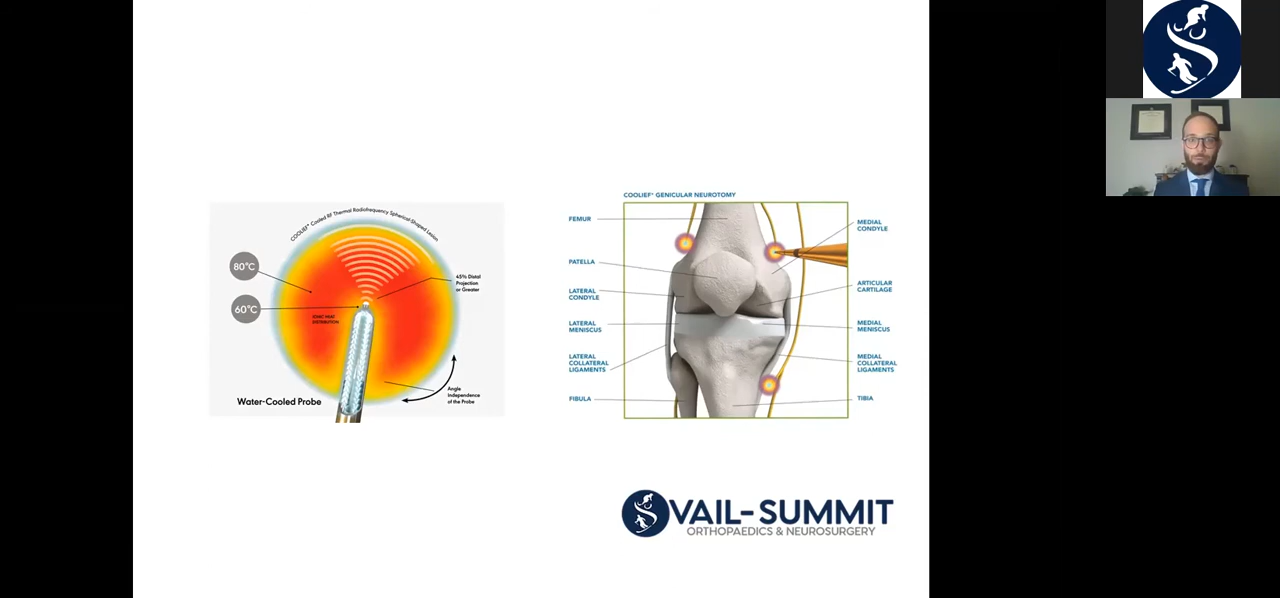 COOLIEF* Cooled RF Thermal Radiofrequency Spherical-Shaped Lesion
80°C
60°C
IONIC HEAT
DISTRIBUTION
45% Distal
Projection
or Greater
Angle
Independence
of the Probe
Water-Cooled Probe
COOLIEF* GENICULAR NEUROTOMY
FEMUR
PATELLA
LATERAL
CONDYLE
LATERAL
MENISCUS
LATERAL
COLLATERAL
LIGAMENTS
FIBULA
MEDIAL
CONDYLE
ARTICULAR
CARTILAGE
MEDIAL
MENISCUS
MEDIAL
COLLATERAL
LIGAMENTS
TIBIA
VAIL-SUMMIT
ORTHOPAEDICS & NEUROSURGERY